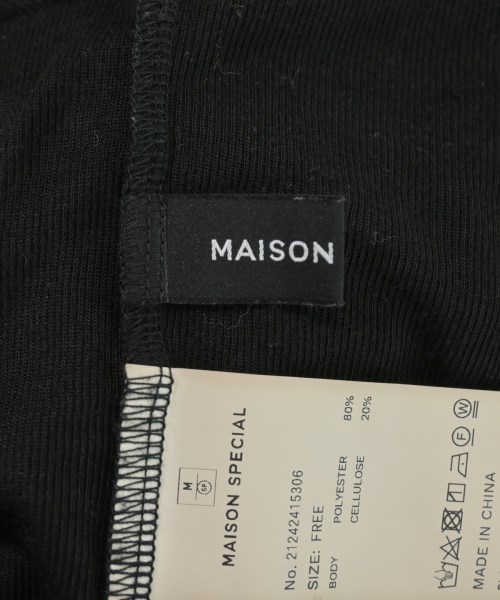 MAISON
M
SP
MAISON SPECIAL
No. 21242415306
SIZE: FREE
BODY POLYESTER 80%
CELLULOSE 20%
F W
MADE IN CHINA